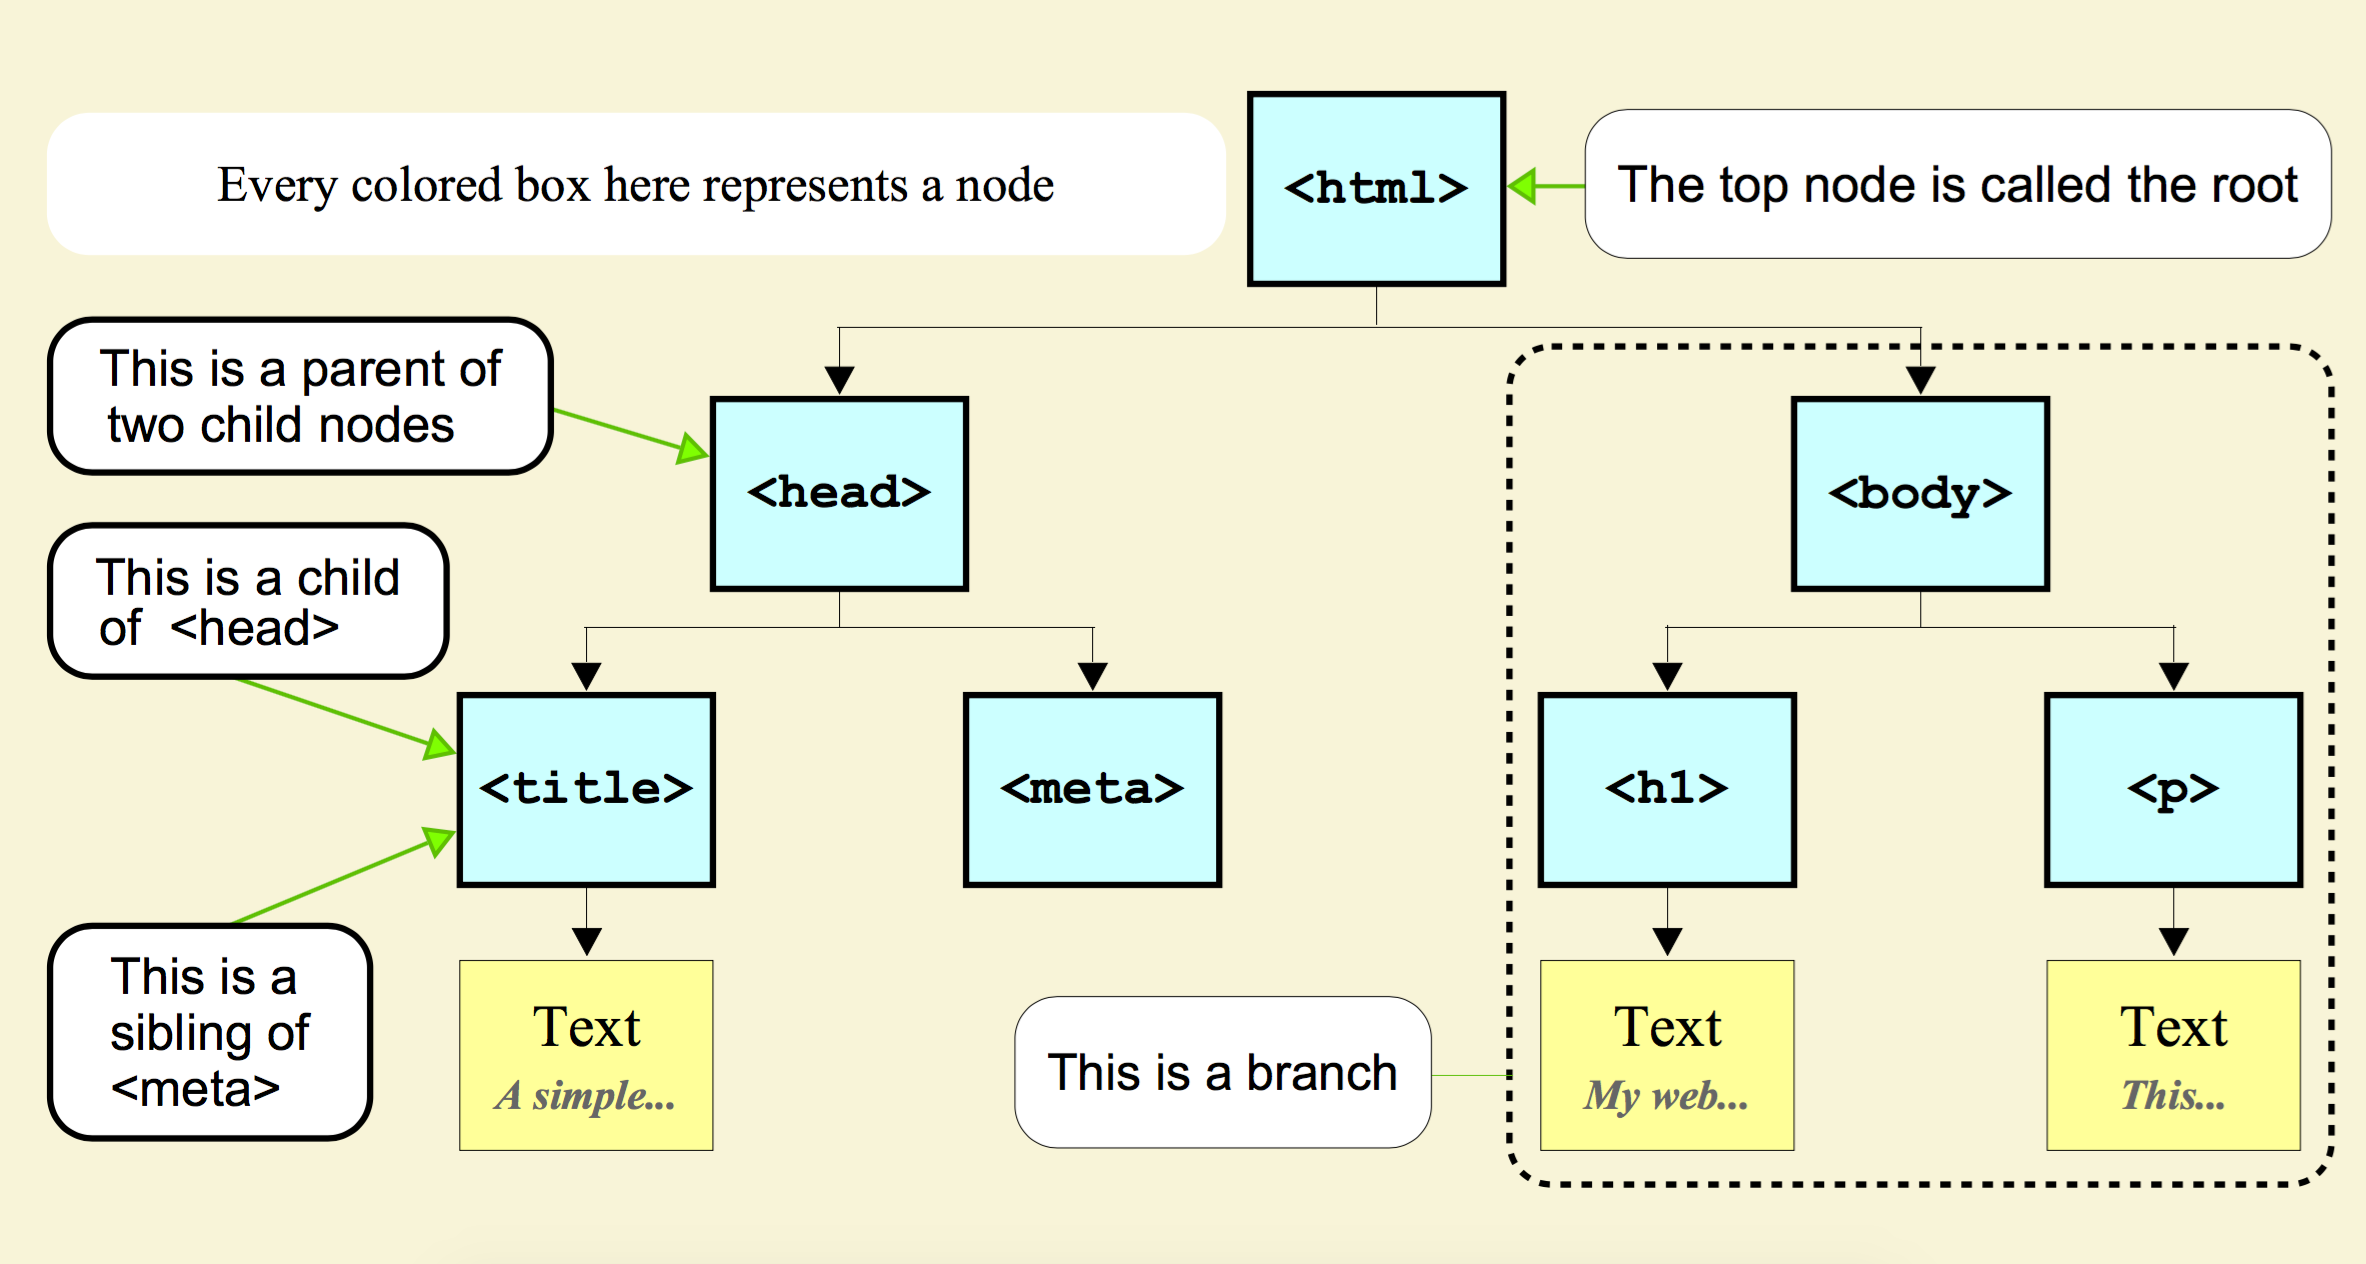 Every colored box here represents a node
<html>
The top node is called the root
This is a parent of
two child nodes
<head>
<body>
This is a child
of <head>
<title>
<meta>
<h1>
<p>
This is a
sibling of
<meta>
Text
A simple...
This is a branch
Text
My web...
Text
This...